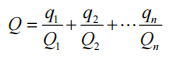 Q = q₁/Q₁ + q₂/Q₂ + ⋯ qₙ/Qₙ